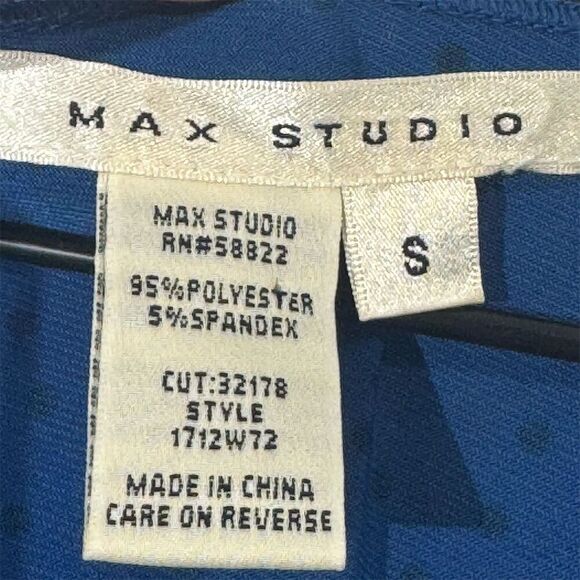 MAX STUDIO
S
MAX STUDIO
RN#58822
95%POLYESTER
5%SPANDEX
CUT:32178
STYLE
1712W72
MADE IN CHINA
CARE ON REVERSE